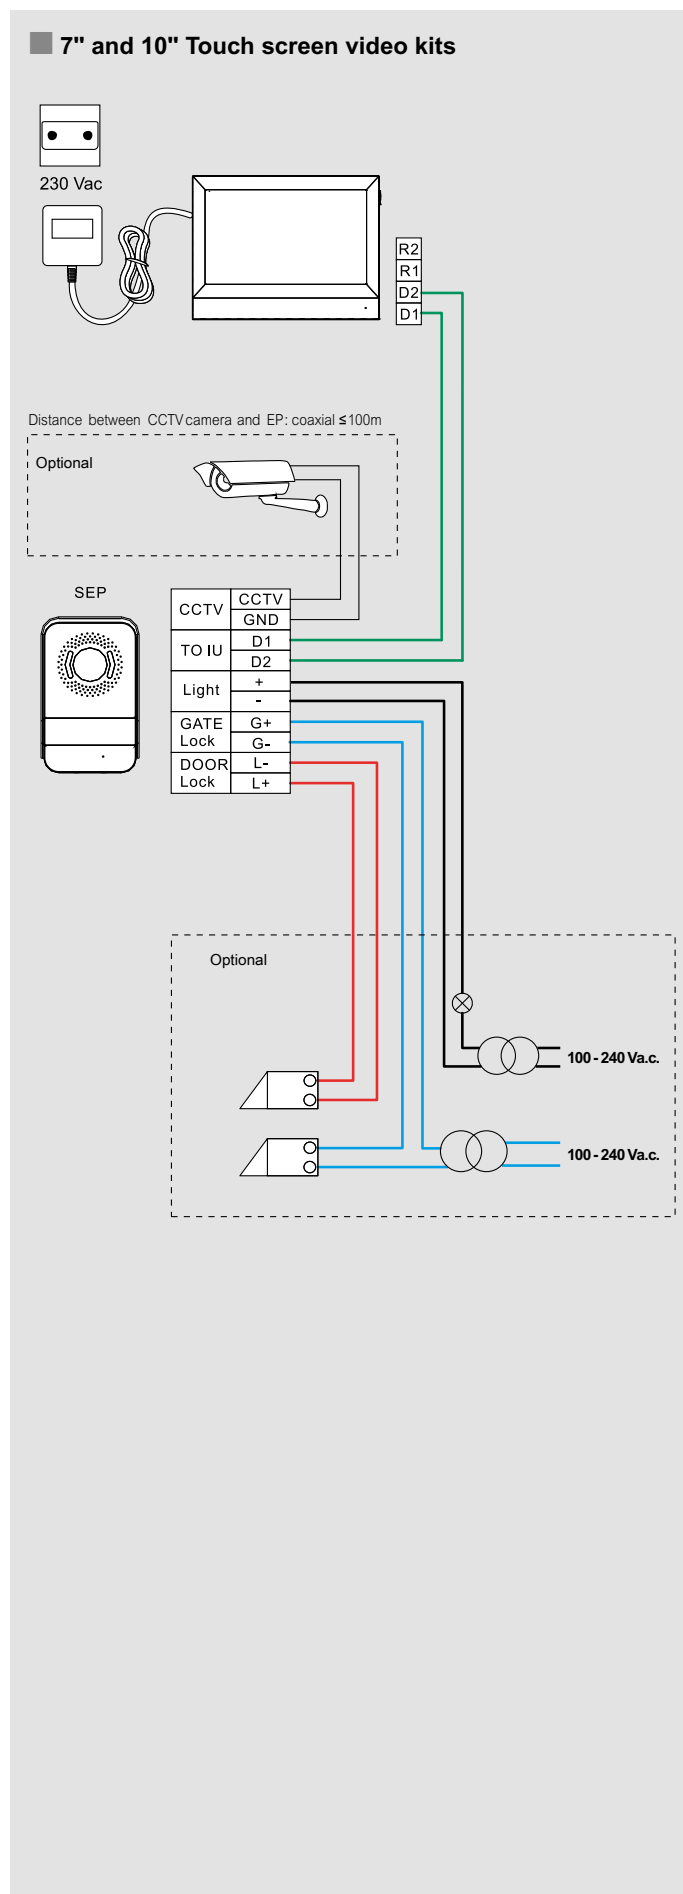 7" and 10" Touch screen video kits
230 Vac
R2
R1
D2
D1
Distance between CCTV camera and EP: coaxial ≤100m
Optional
SEP
CCTV
CCTV
GND
TO IU
D1
D2
Light
+
-
GATE
Lock
G+
G-
DOOR
Lock
L-
L+
Optional
100 - 240 Va.c.
100 - 240 Va.c.